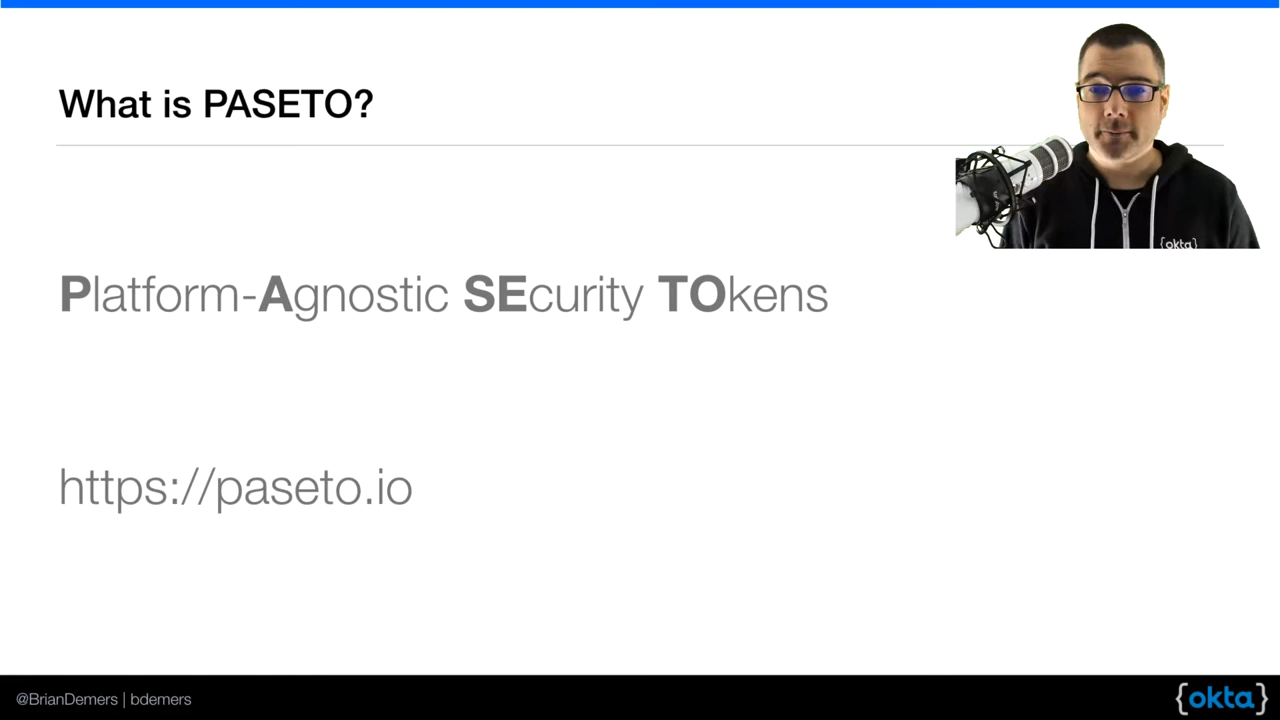 What is PASETO?
{okta}
Platform-Agnostic SEcurity TOkens
https://paseto.io
@BrianDemers | bdemers
{okta}